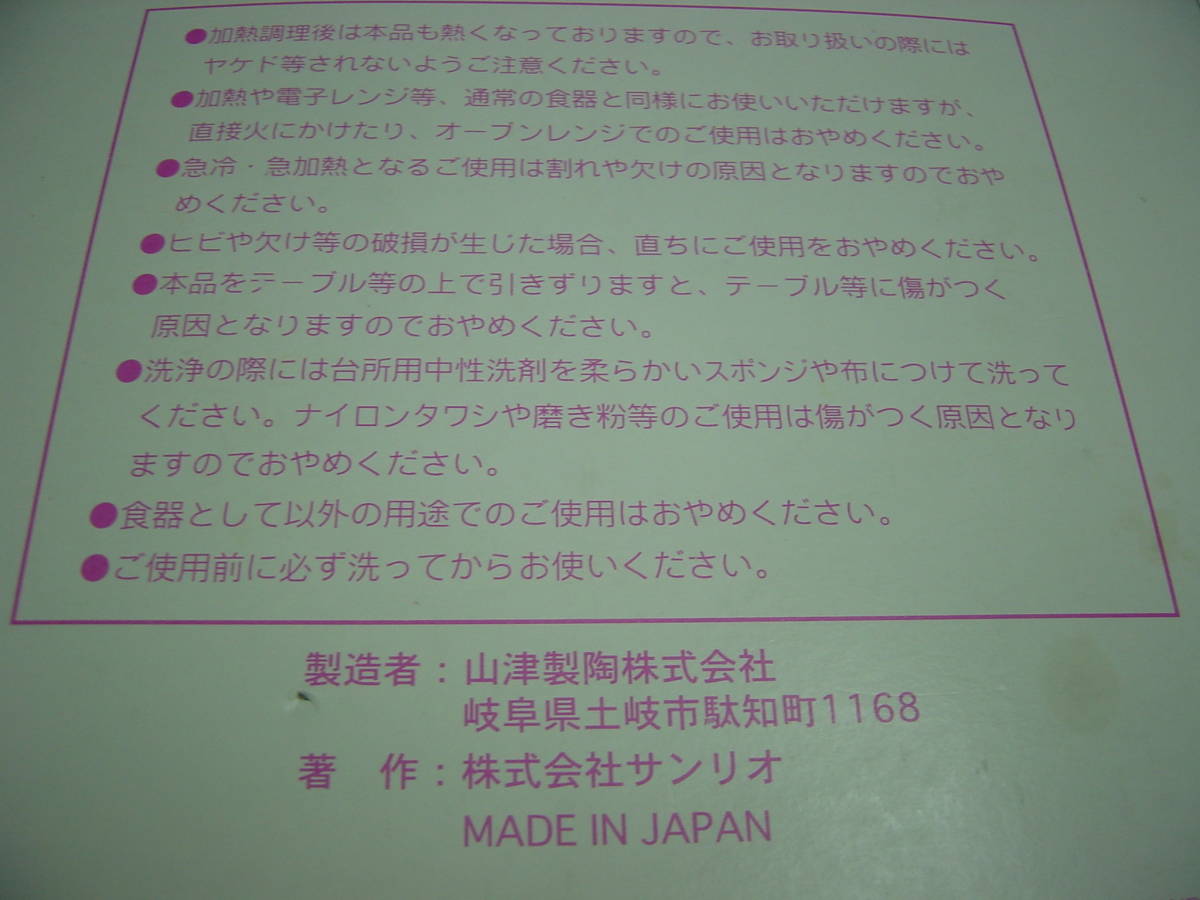 ●加熱調理後は本品も熱くなっておりますので、お取り扱いの際には
ヤケド等されないようご注意ください。
●加熱や電子レンジ等、通常の食器と同様にお使いいただけますが、
直接火にかけたり、オーブンレンジでのご使用はおやめください。
●急冷・急加熱となるご使用は割れや欠けの原因となりますのでおや
めください。
●ヒビや欠け等の破損が生じた場合、直ちにご使用をおやめください。
●本品をテーブル等の上で引きずりますと、テーブル等に傷がつく
原因となりますのでおやめください。
●洗浄の際には台所用中性洗剤を柔らかいスポンジや布につけて洗って
ください。ナイロンタワシや磨き粉等のご使用は傷がつく原因となり
ますのでおやめください。
●食器として以外の用途でのご使用はおやめください。
●ご使用前に必ず洗ってからお使いください。
製造者：山津製陶株式会社
岐阜県土岐市駄知町1168
著　作：株式会社サンリオ
MADE IN JAPAN